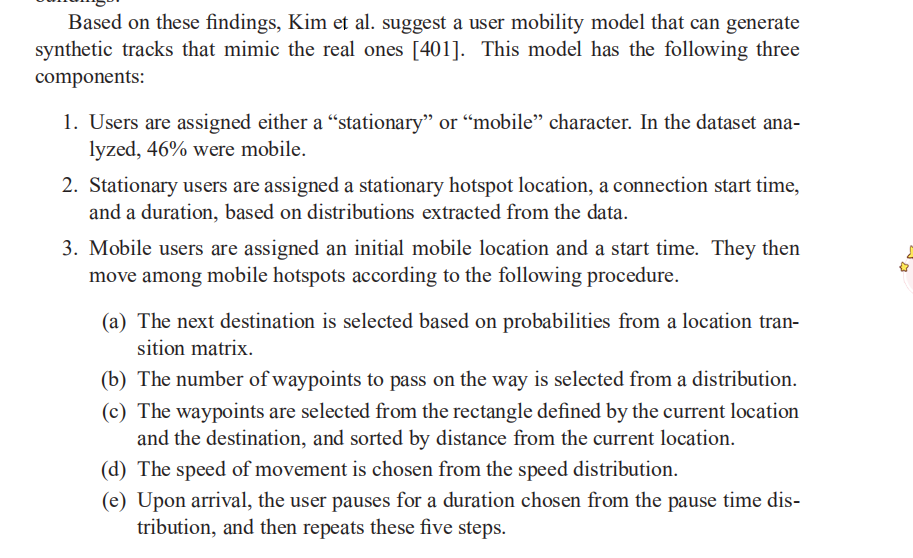 Based on these findings, Kim et al. suggest a user mobility model that can generate
synthetic tracks that mimic the real ones [401]. This model has the following three
components:
1. Users are assigned either a “stationary” or “mobile” character. In the dataset ana-
lyzed, 46% were mobile.
2. Stationary users are assigned a stationary hotspot location, a connection start time,
and a duration, based on distributions extracted from the data.
3. Mobile users are assigned an initial mobile location and a start time. They then
move among mobile hotspots according to the following procedure.
(a) The next destination is selected based on probabilities from a location tran-
sition matrix.
(b) The number of waypoints to pass on the way is selected from a distribution.
(c) The waypoints are selected from the rectangle defined by the current location
and the destination, and sorted by distance from the current location.
(d) The speed of movement is chosen from the speed distribution.
(e) Upon arrival, the user pauses for a duration chosen from the pause time dis-
tribution, and then repeats these five steps.